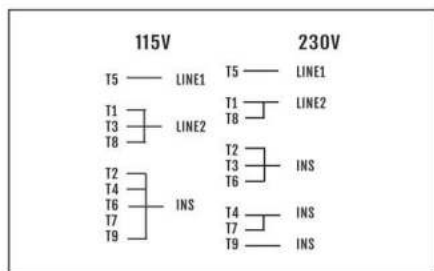 115V
T5 LINE1
T1
T3 LINE2
T8
T2
T4
T6 INS
T7
T9
230V
T5 LINE1
T1 LINE2
T8
T2
T3 INS
T6
T4 INS
T7
T9 INS